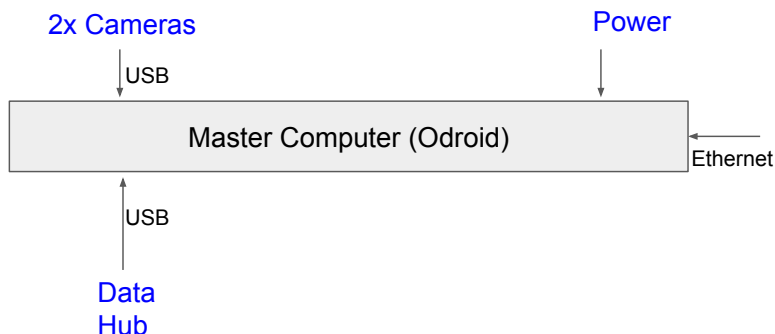 2x Cameras
Power
USB
Master Computer (Odroid)
Ethernet
USB
Data
Hub